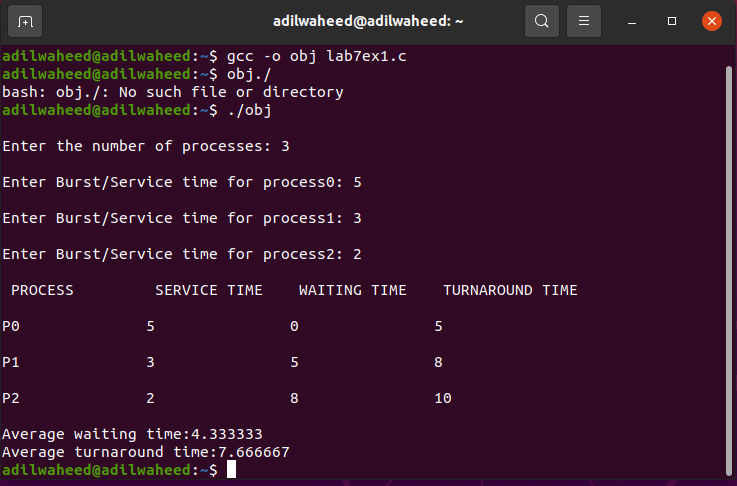 adilwaheed@adilwaheed: ~
adilwaheed@adilwaheed:~$ gcc -o obj lab7ex1.c
adilwaheed@adilwaheed:~$ obj./
bash: obj./: No such file or directory
adilwaheed@adilwaheed:~$ ./obj
Enter the number of processes: 3
Enter Burst/Service time for process0: 5
Enter Burst/Service time for process1: 3
Enter Burst/Service time for process2: 2
PROCESS SERVICE TIME WAITING TIME TURNAROUND TIME
P0 5 0 5
P1 3 5 8
P2 2 8 10
Average waiting time:4.333333
Average turnaround time:7.666667
adilwaheed@adilwaheed:~$